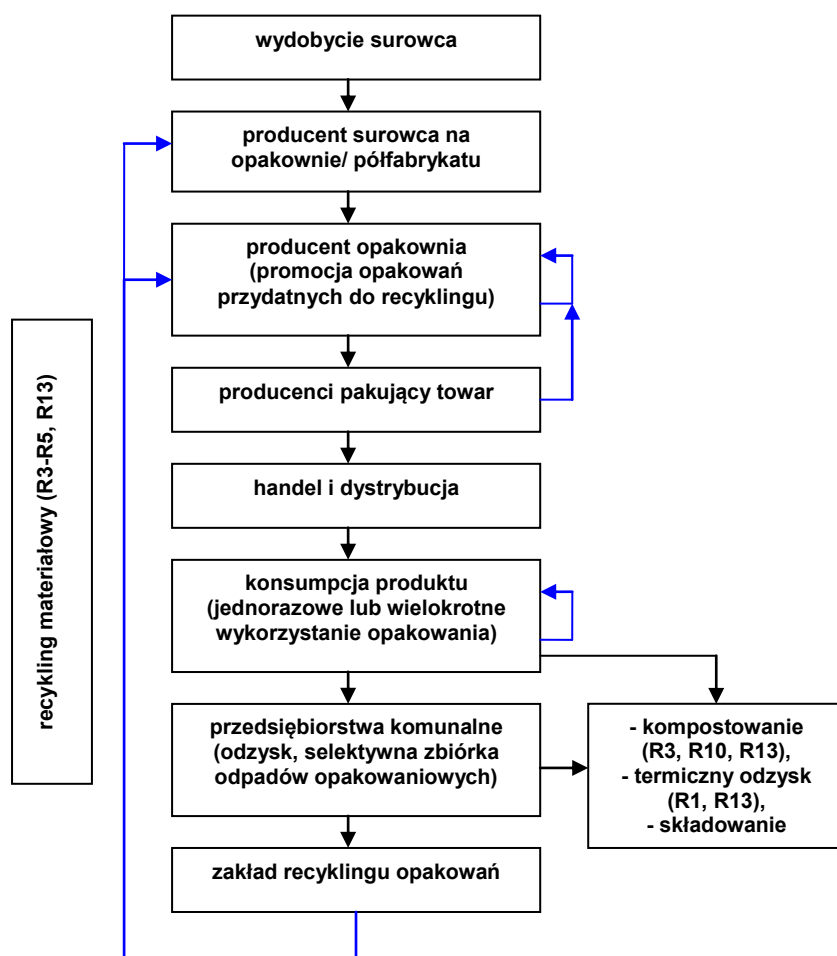 wydobycie surowca
producent surowca na
opakownie/ półfabrykatu
producent opakownia
(promocja opakowań
przydatnych do recyklingu)
producenci pakujący towar
handel i dystrybucja
konsumpcja produktu
(jednorazowe lub wielokrotne
wykorzystanie opakowania)
przedsiębiorstwa komunalne
(odzysk, selektywna zbiórka
odpadów opakowaniowych)
zakład recyklingu opakowań
- kompostowanie
(R3, R10, R13),
- termiczny odzysk
(R1, R13),
- składowanie
recykling materiałowy (R3-R5, R13)